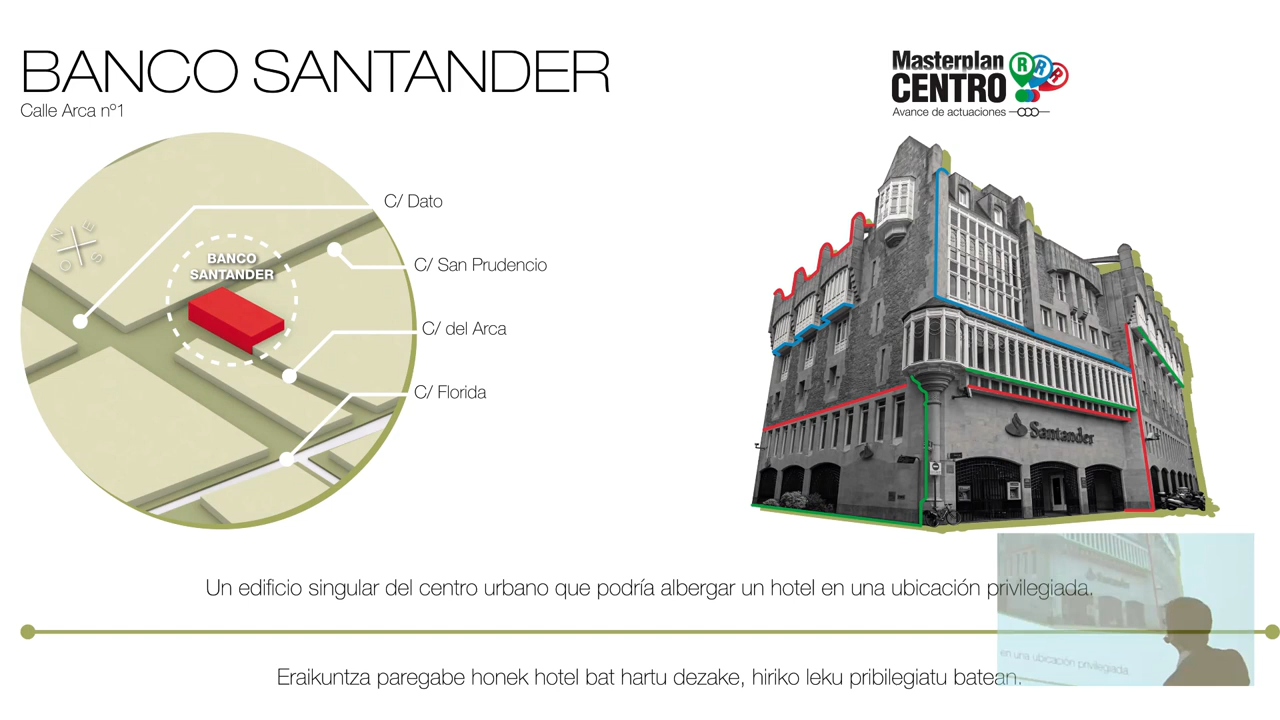 BANCO SANTANDER
Calle Arca nº1
Masterplan
CENTRO
RRR
Avance de actuaciones
C/ Dato
N
E
S
O
BANCO
SANTANDER
C/ San Prudencio
C/ del Arca
C/ Florida
Santander
Un edificio singular del centro urbano que podría albergar un hotel en una ubicación privilegiada.
en una ubicación privilegiada.
Eraikuntza paregabe honek hotel bat hartu dezake, hiriko leku pribilegiatu batean.